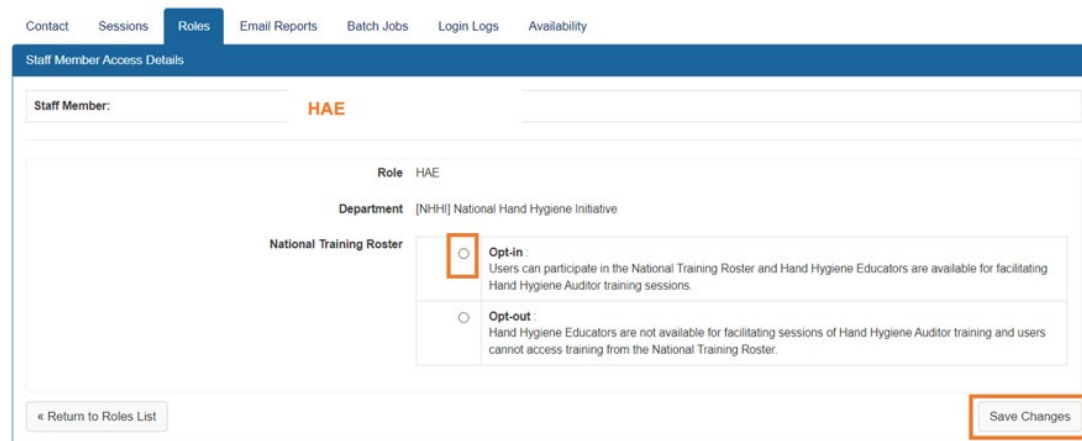 Contact Sessions Roles Email Reports Batch Jobs Login Logs Availability
Staff Member Access Details
Staff Member: HAE
Role HAE
Department [NHHI] National Hand Hygiene Initiative
National Training Roster
Opt-in :
Users can participate in the National Training Roster and Hand Hygiene Educators are available for facilitating
Hand Hygiene Auditor training sessions.
Opt-out :
Hand Hygiene Educators are not available for facilitating sessions of Hand Hygiene Auditor training and users
cannot access training from the National Training Roster.
« Return to Roles List Save Changes